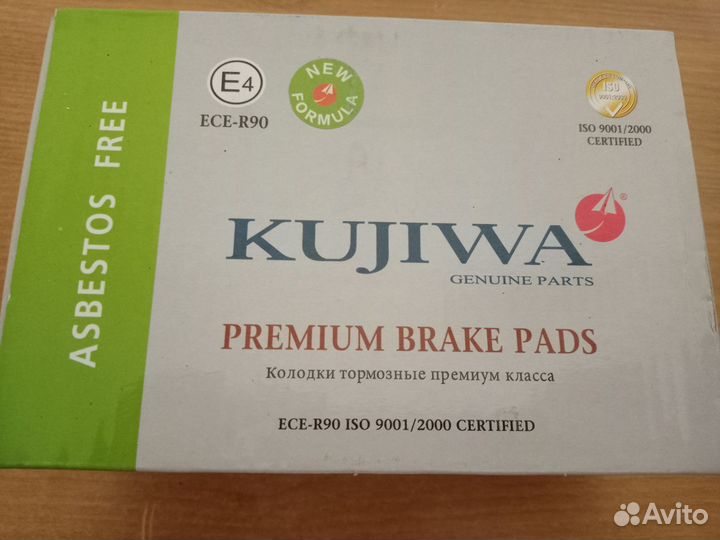 ASBESTOS FREE
E4
ECE-R90
NEW FORMULA
ISO
9001:2000
ISO 9001/2000
CERTIFIED
KUJIWA®
GENUINE PARTS
PREMIUM BRAKE PADS
Колодки тормозные премиум класса
ECE-R90 ISO 9001/2000 CERTIFIED
Avito